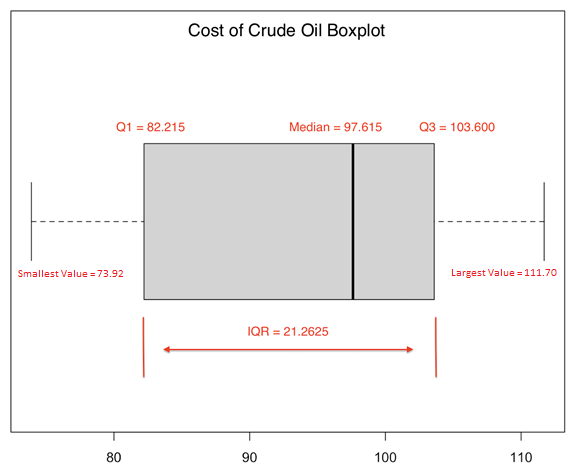 Cost of Crude Oil Boxplot
Q1 = 82.215
Median = 97.615
Q3 = 103.600
Smallest Value = 73.92
Largest Value = 111.70
IQR = 21.2625
80
90
100
110